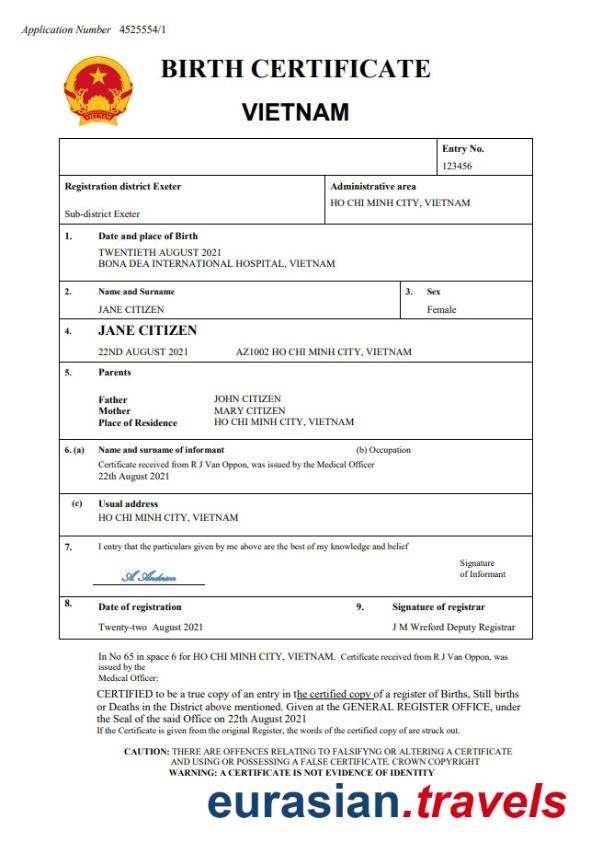 Application Number 4525554/1
BIRTH CERTIFICATE
VIETNAM
VIETNAM
Entry No.
123456
Registration district Exeter
Administrative area
HO CHI MINH CITY, VIETNAM
Sub-district Exeter
1. Date and place of Birth
TWENTIETH AUGUST 2021
BONA DEA INTERNATIONAL HOSPITAL, VIETNAM
2. Name and Surname
3. Sex
JANE CITIZEN
Female
4. JANE CITIZEN
22ND AUGUST 2021 AZ1002 HO CHI MINH CITY, VIETNAM
5. Parents
Father JOHN CITIZEN
Mother MARY CITIZEN
Place of Residence HO CHI MINH CITY, VIETNAM
6. (a) Name and surname of informant (b) Occupation
Certificate received from R J Van Oppon, was issued by the Medical Officer
22th August 2021
(c) Usual address
HO CHI MINH CITY, VIETNAM
7. I entry that the particulars given by me above are the best of my knowledge and belief
Signature
of Informant
A. Anderson
8. Date of registration 9. Signature of registrar
Twenty-two August 2021 J M Wreford Deputy Registrar
In No 65 in space 6 for HO CHI MINH CITY, VIETNAM. Certificate received from R J Van Oppon, was
issued by the
Medical Officer:
CERTIFIED to be a true copy of an entry in the certified copy of a register of Births, Still births
or Deaths in the District above mentioned. Given at the GENERAL REGISTER OFFICE, under
the Seal of the said Office on 22th August 2021
If the Certificate is given from the original Register, the words of the certified copy of are struck out.
CAUTION: THERE ARE OFFENCES RELATING TO FALSIFYNG OR ALTERING A CERTIFICATE
AND USING OR POSSESSING A FALSE CERTIFICATE. CROWN COPYRIGHT
WARNING: A CERTIFICATE IS NOT EVIDENCE OF IDENTITY
eurasian.travels